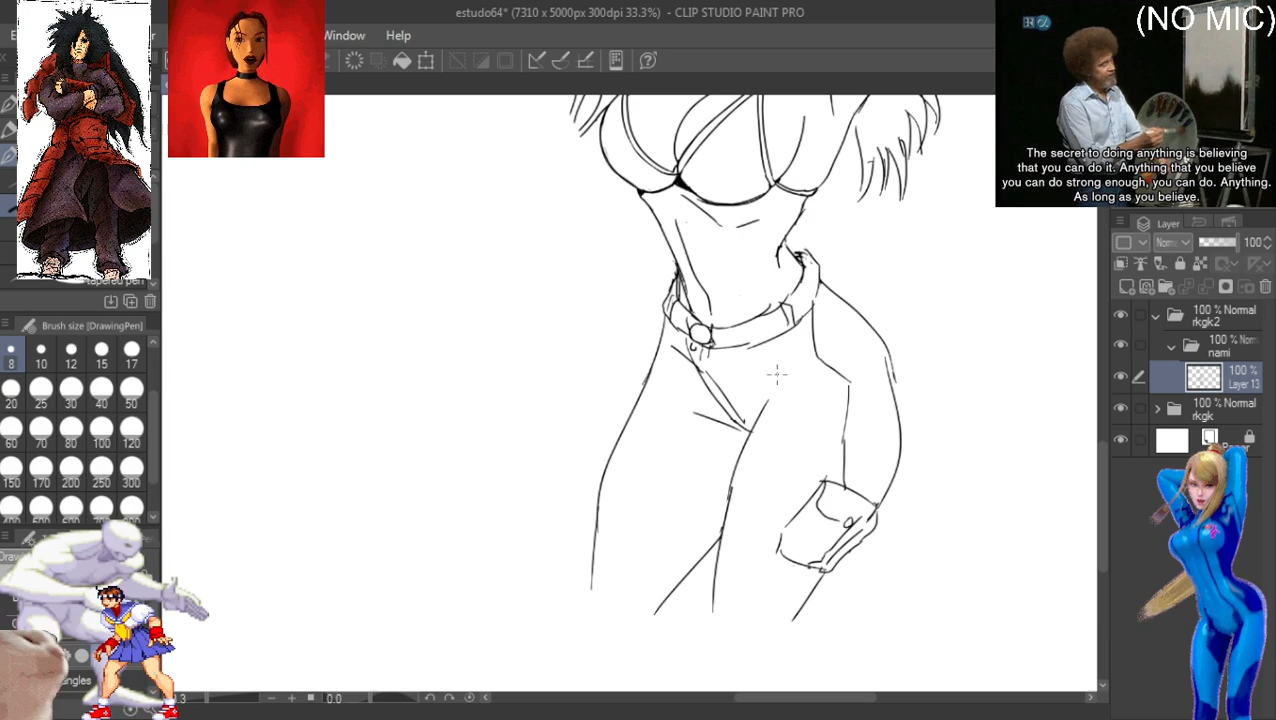 estudo64* (7310 x 5000px 300dpi 33.3%) - CLIP STUDIO PAINT PRO
(NO MIC)
Window Help
The secret to doing anything is believing
that you can do it. Anything that you believe
you can do strong enough, you can do. Anything.
As long as you believe.
Layer
Norm 100
tapered pen
Brush size [DrawingPen]
8 10 12 15 17
20 25 30 40 50
60 70 80 100 120
150 170 200 250 300
100 % Normal
rkgk2
100 % Norm
nami
100 %
Layer 13
100 % Normal
rkgk
0.0